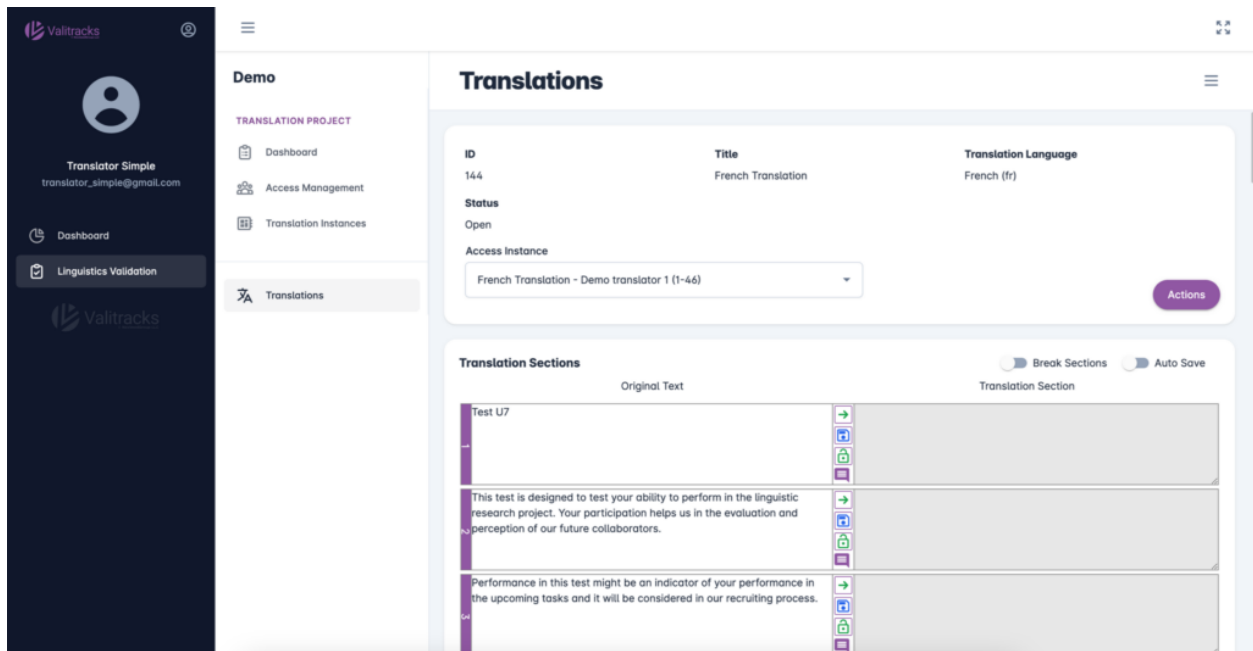 Valitracks
Translator Simple
translator_simple@gmail.com
Dashboard
Linguistics Validation
Valitracks
Demo
TRANSLATION PROJECT
Dashboard
Access Management
Translation Instances
Translations
Translations
ID
Title
Translation Language
144
French Translation
French (fr)
Status
Open
Access Instance
French Translation - Demo translator 1 (1-46)
Actions
Translation Sections
Break Sections
Auto Save
Original Text
Translation Section
1
Test U7
2
This test is designed to test your ability to perform in the linguistic
research project. Your participation helps us in the evaluation and
perception of our future collaborators.
3
Performance in this test might be an indicator of your performance in
the upcoming tasks and it will be considered in our recruiting process.